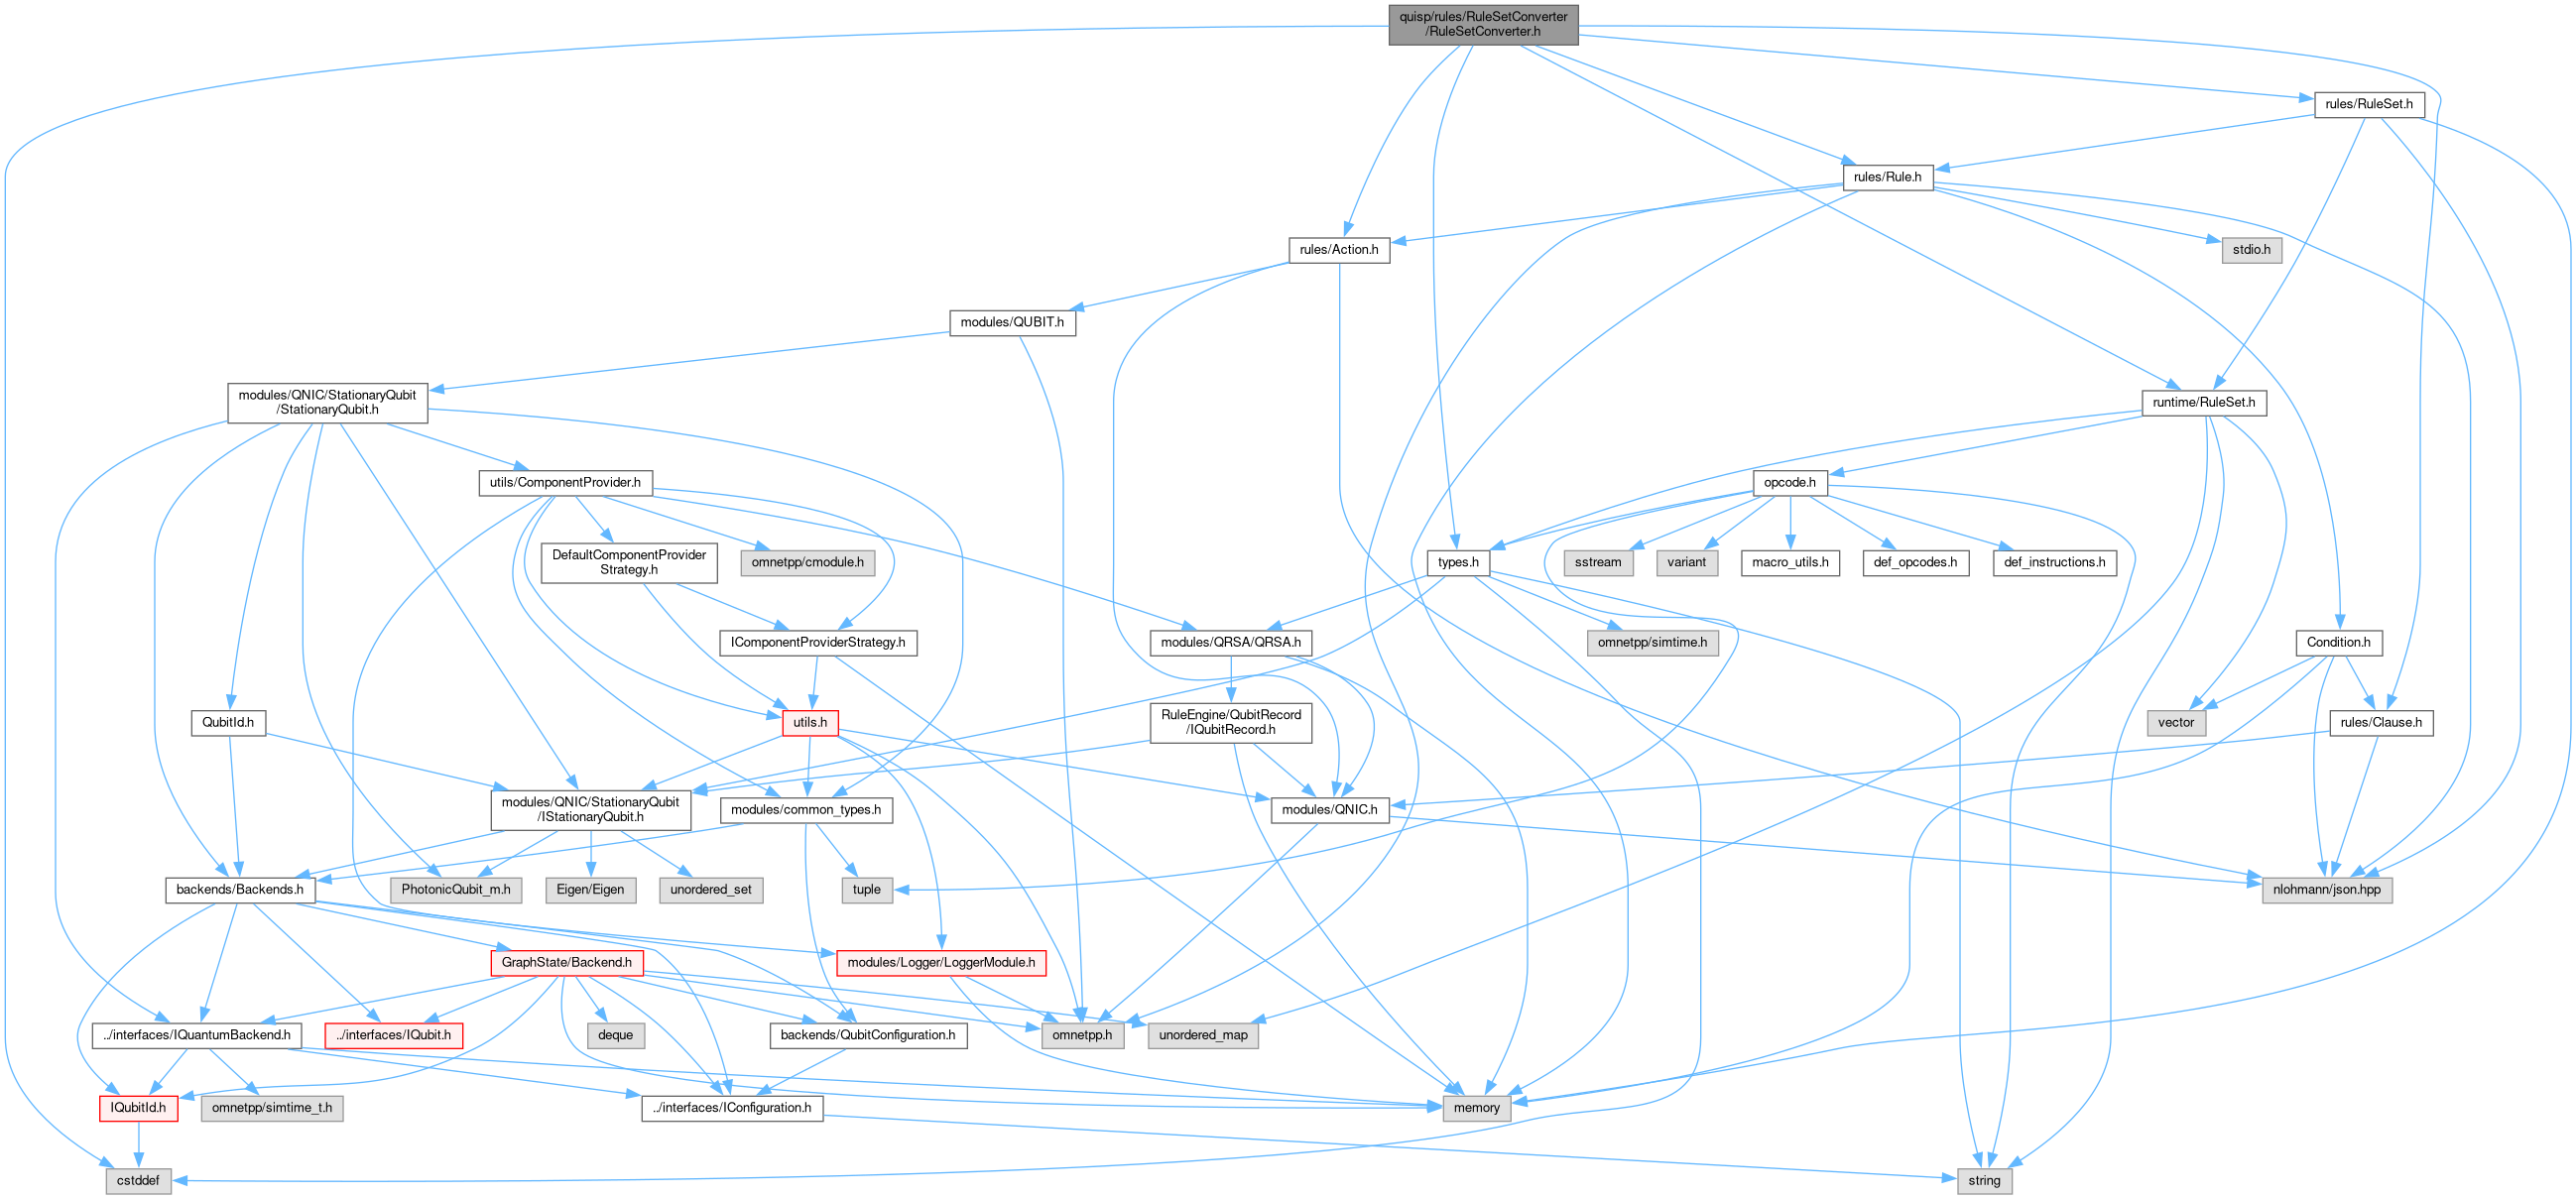 quisp/rules/RuleSetConverter
/RuleSetConverter.h
rules/RuleSet.h
rules/Rule.h
rules/Action.h
stdio.h
modules/QUBIT.h
modules/QNIC/StationaryQubit
/StationaryQubit.h
runtime/RuleSet.h
utils/ComponentProvider.h
opcode.h
DefaultComponentProvider
Strategy.h
omnetpp/cmodule.h
types.h
sstream
variant
macro_utils.h
def_opcodes.h
def_instructions.h
IComponentProviderStrategy.h
modules/QRSA/QRSA.h
omnetpp/simtime.h
Condition.h
QubitId.h
utils.h
RuleEngine/QubitRecord
/IQubitRecord.h
vector
rules/Clause.h
modules/QNIC/StationaryQubit
/IStationaryQubit.h
modules/common_types.h
modules/QNIC.h
backends/Backends.h
PhotonicQubit_m.h
Eigen/Eigen
unordered_set
tuple
nlohmann/json.hpp
GraphState/Backend.h
modules/Logger/LoggerModule.h
../interfaces/IQuantumBackend.h
../interfaces/IQubit.h
deque
backends/QubitConfiguration.h
omnetpp.h
unordered_map
IQubitId.h
omnetpp/simtime_t.h
../interfaces/IConfiguration.h
memory
cstddef
string